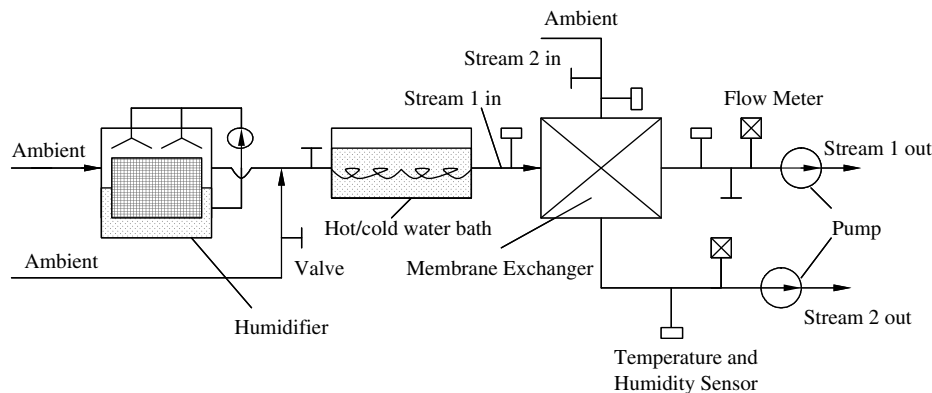 Ambient
Stream 2 in
Stream 1 in
Flow Meter
Ambient
Stream 1 out
Hot/cold water bath
Pump
Ambient
Valve
Membrane Exchanger
Humidifier
Stream 2 out
Temperature and
Humidity Sensor